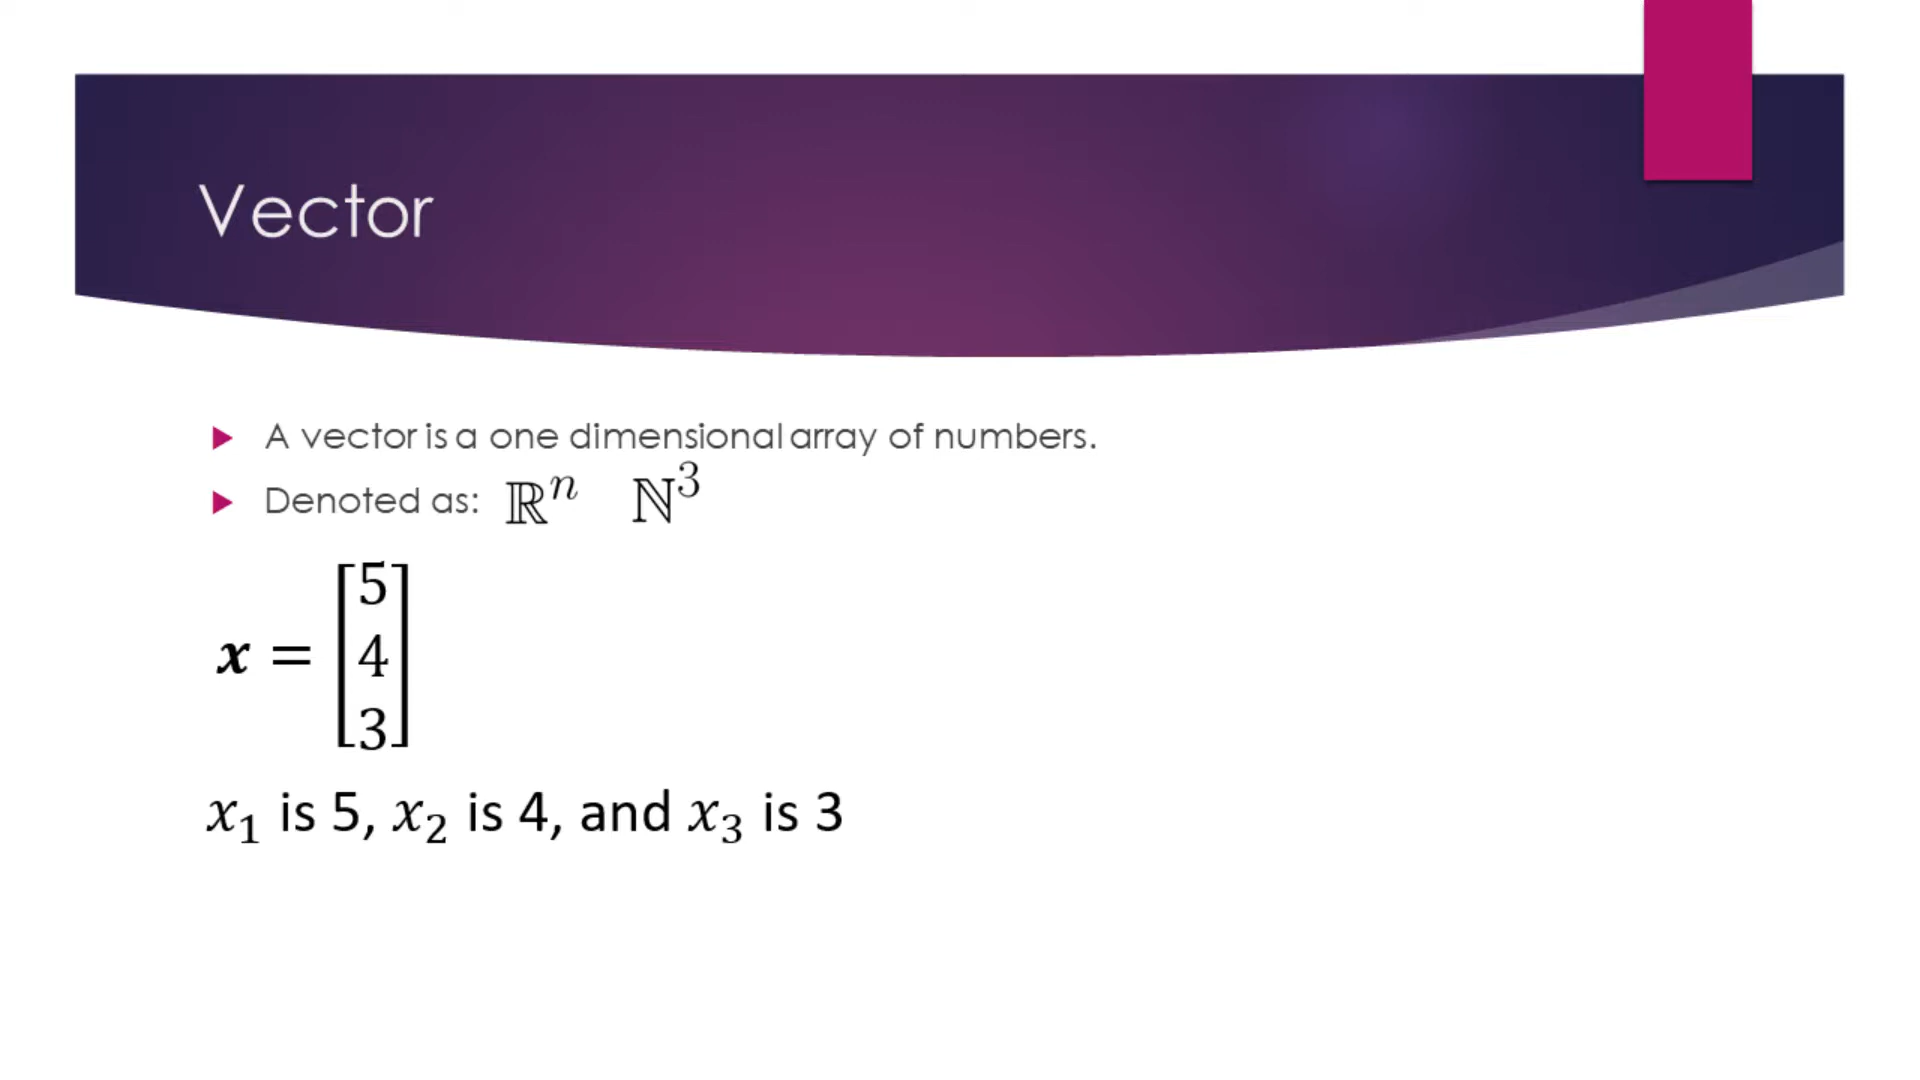 Vector
A vector is a one dimensional array of numbers.
Denoted as: ℝⁿ ℕ³
x = [5 4 3]
x₁ is 5, x₂ is 4, and x₃ is 3